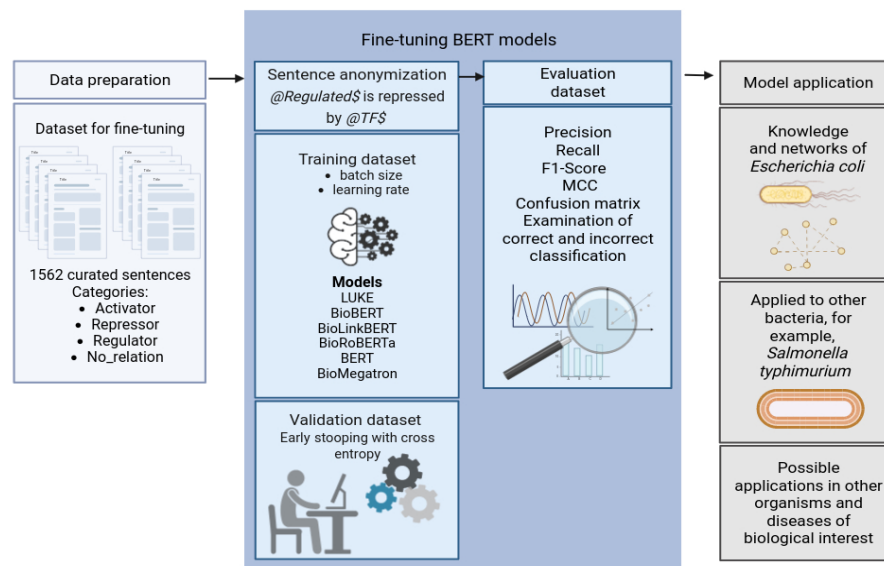 Fine-tuning BERT models
Data preparation
Dataset for fine-tuning
1562 curated sentences
Categories:
• Activator
• Repressor
• Regulator
• No_relation
Sentence anonymization
@Regulated$ is repressed
by @TF$
Training dataset
• batch size
• learning rate
Models
LUKE
BioBERT
BioLinkBERT
BioRoBERTa
BERT
BioMegatron
Validation dataset
Early stooping with cross
entropy
Evaluation
dataset
Precision
Recall
F1-Score
MCC
Confusion matrix
Examination of
correct and incorrect
classification
Model application
Knowledge
and networks of
Escherichia coli
Applied to other
bacteria, for
example,
Salmonella
typhimurium
Possible
applications in other
organisms and
diseases of
biological interest